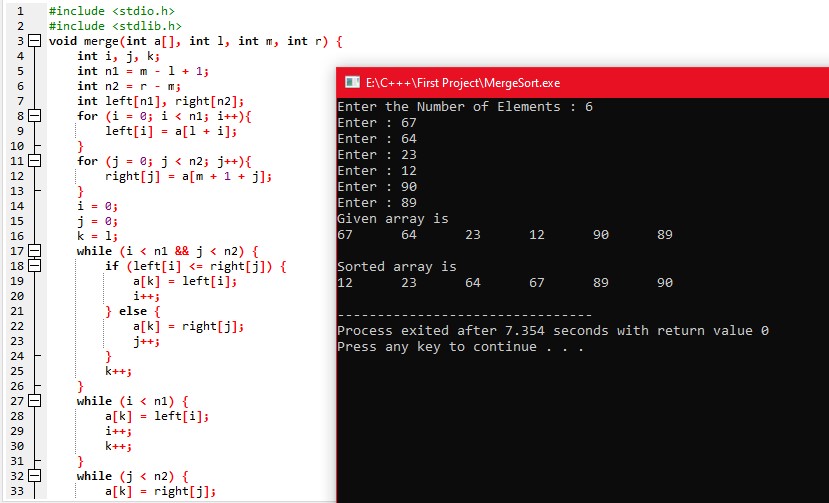 1 #include <stdio.h>
2 #include <stdlib.h>
3 void merge(int a[], int l, int m, int r) {
4 int i, j, k;
5 int n1 = m - l + 1;
6 int n2 = r - m;
7 int left[n1], right[n2];
8 for (i = 0; i < n1; i++){
9 left[i] = a[l + i];
10 }
11 for (j = 0; j < n2; j++){
12 right[j] = a[m + 1 + j];
13 }
14 i = 0;
15 j = 0;
16 k = l;
17 while (i < n1 && j < n2) {
18 if (left[i] <= right[j]) {
19 a[k] = left[i];
20 i++;
21 } else {
22 a[k] = right[j];
23 j++;
24 }
25 k++;
26 }
27 while (i < n1) {
28 a[k] = left[i];
29 i++;
30 k++;
31 }
32 while (j < n2) {
33 a[k] = right[j];
E:\C+++\First Project\MergeSort.exe
Enter the Number of Elements : 6
Enter : 67
Enter : 64
Enter : 23
Enter : 12
Enter : 90
Enter : 89
Given array is
67 64 23 12 90 89
Sorted array is
12 23 64 67 89 90
--------------------------------
Process exited after 7.354 seconds with return value 0
Press any key to continue . . .